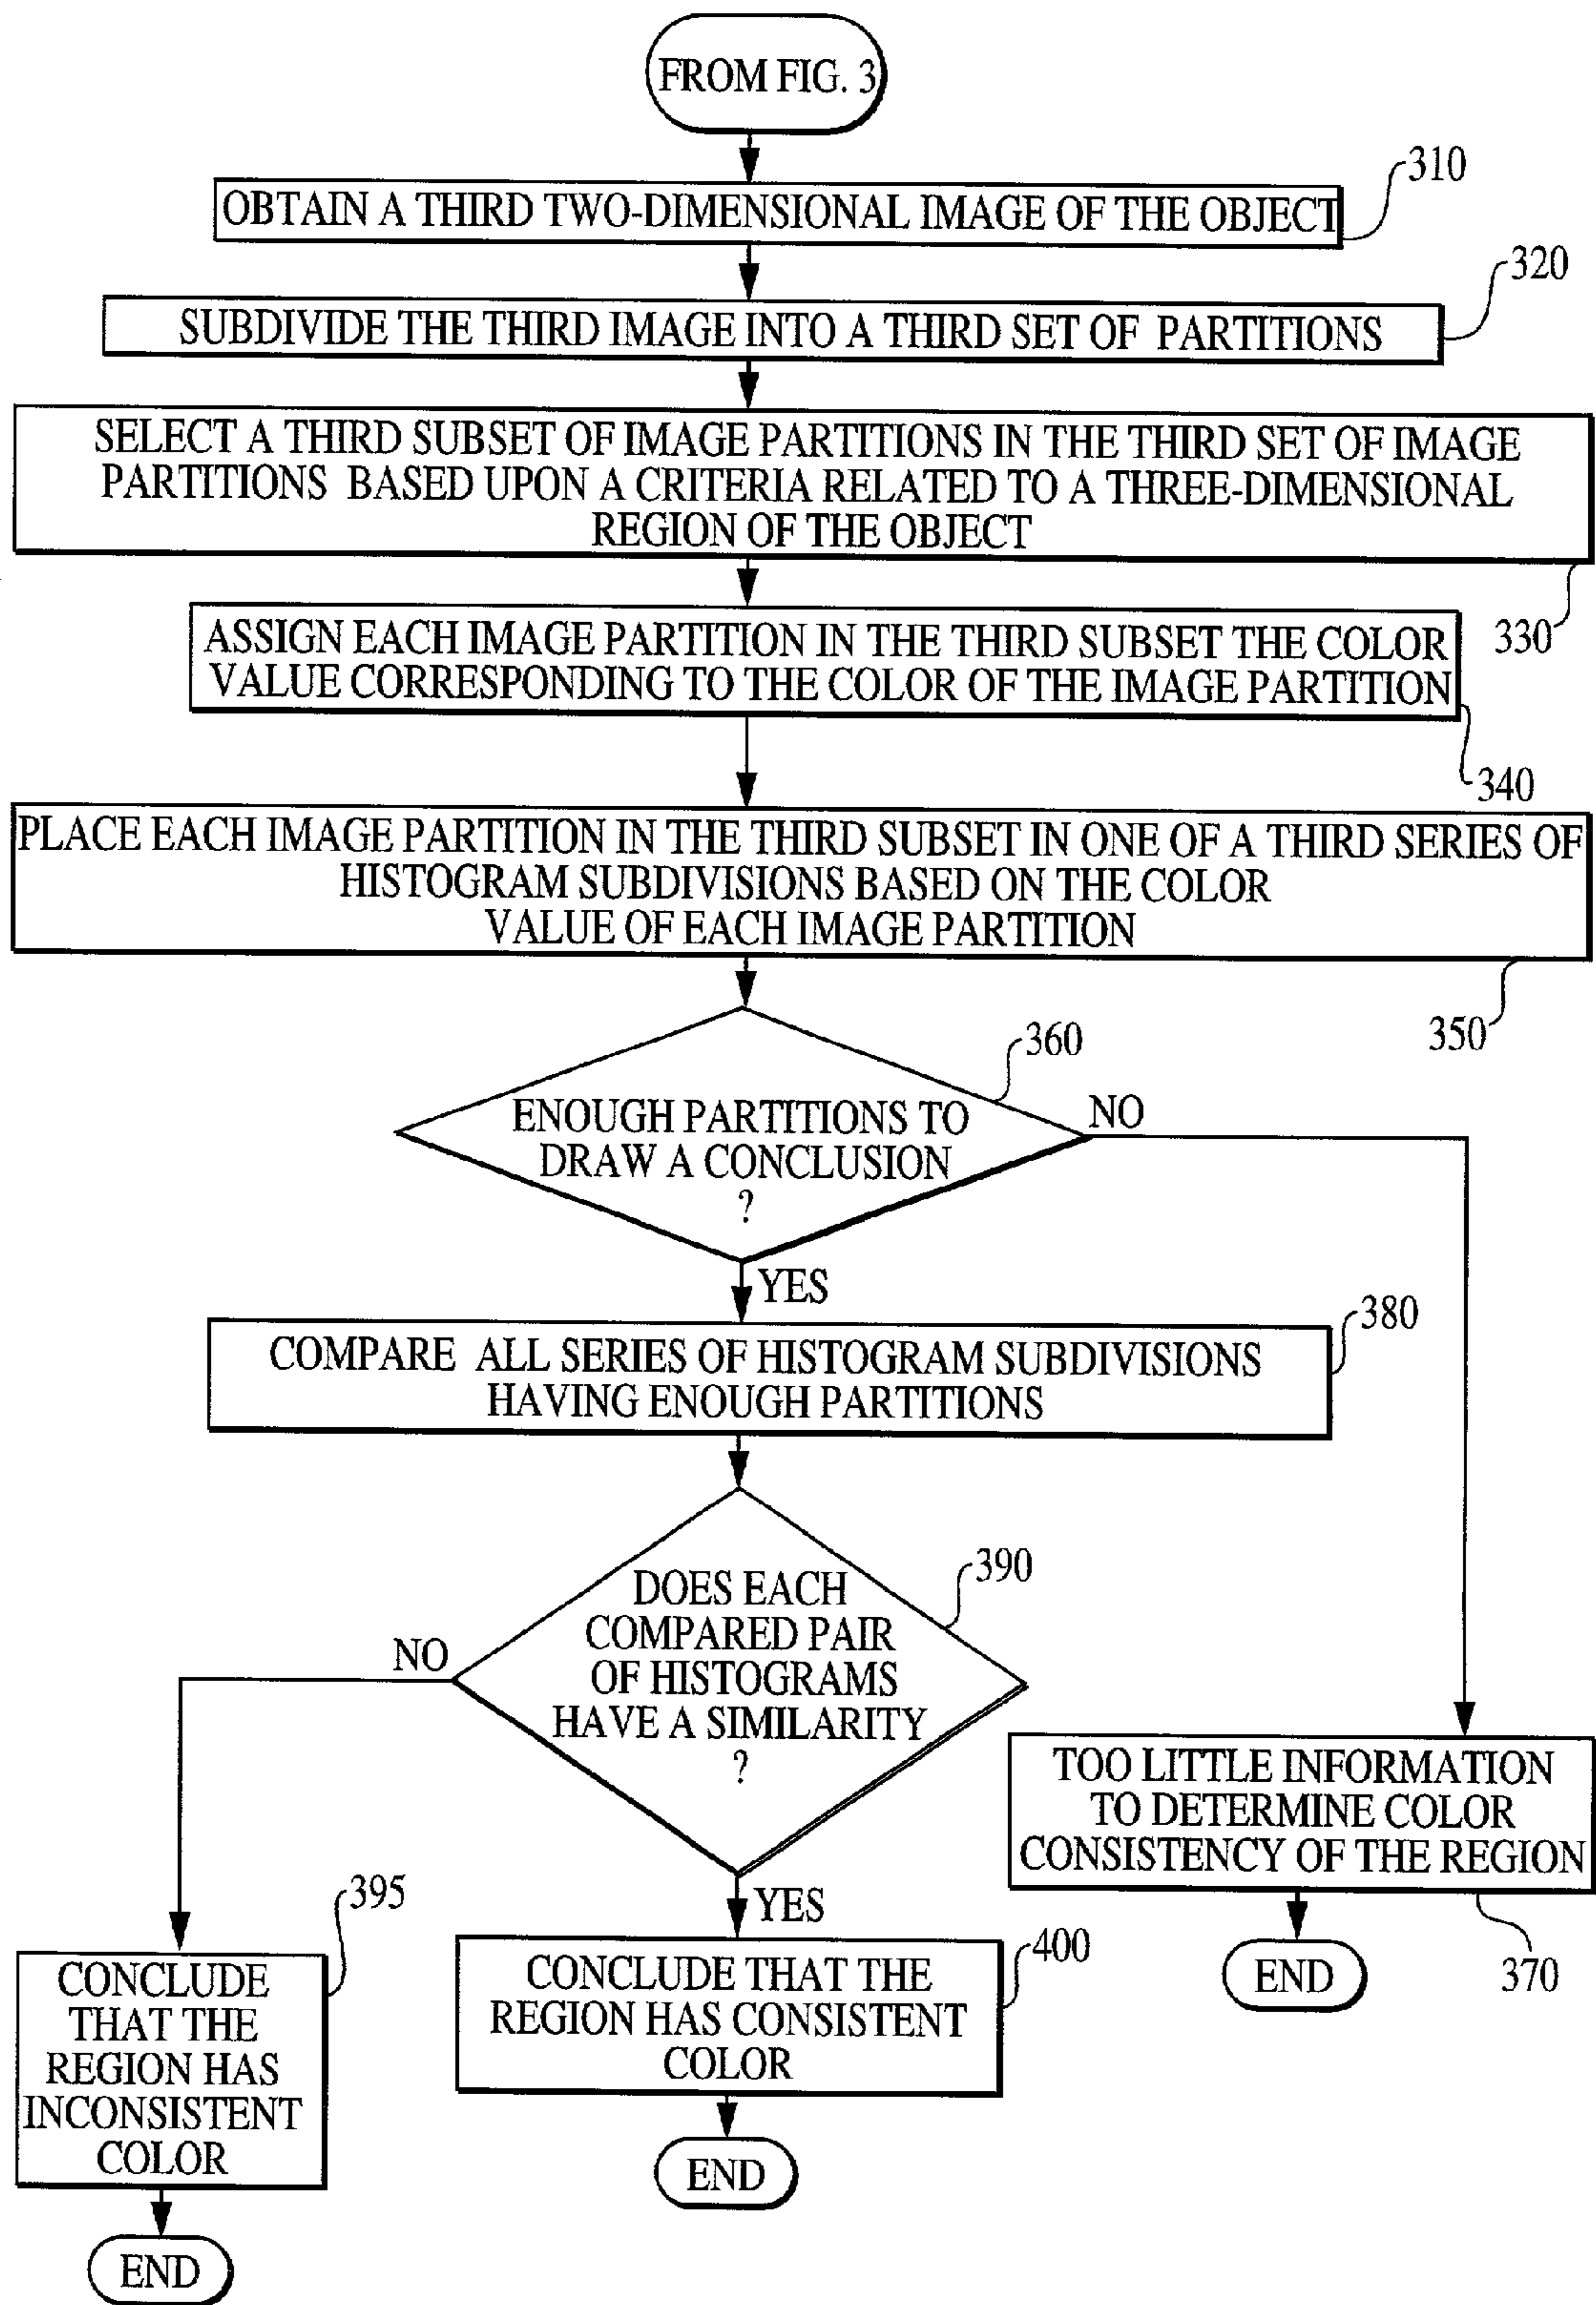 FROM FIG. 3
310
OBTAIN A THIRD TWO-DIMENSIONAL IMAGE OF THE OBJECT
320
SUBDIVIDE THE THIRD IMAGE INTO A THIRD SET OF PARTITIONS
SELECT A THIRD SUBSET OF IMAGE PARTITIONS IN THE THIRD SET OF IMAGE
PARTITIONS BASED UPON A CRITERIA RELATED TO A THREE-DIMENSIONAL
REGION OF THE OBJECT
330
ASSIGN EACH IMAGE PARTITION IN THE THIRD SUBSET THE COLOR
VALUE CORRESPONDING TO THE COLOR OF THE IMAGE PARTITION
340
PLACE EACH IMAGE PARTITION IN THE THIRD SUBSET IN ONE OF A THIRD SERIES OF
HISTOGRAM SUBDIVISIONS BASED ON THE COLOR
VALUE OF EACH IMAGE PARTITION
350
360
ENOUGH PARTITIONS TO
DRAW A CONCLUSION
?
NO
YES
380
COMPARE ALL SERIES OF HISTOGRAM SUBDIVISIONS
HAVING ENOUGH PARTITIONS
390
DOES EACH
COMPARED PAIR
OF HISTOGRAMS
HAVE A SIMILARITY
?
NO
YES
TOO LITTLE INFORMATION
TO DETERMINE COLOR
CONSISTENCY OF THE REGION
370
END
395
CONCLUDE
THAT THE
REGION HAS
INCONSISTENT
COLOR
END
400
CONCLUDE THAT THE
REGION HAS CONSISTENT
COLOR
END